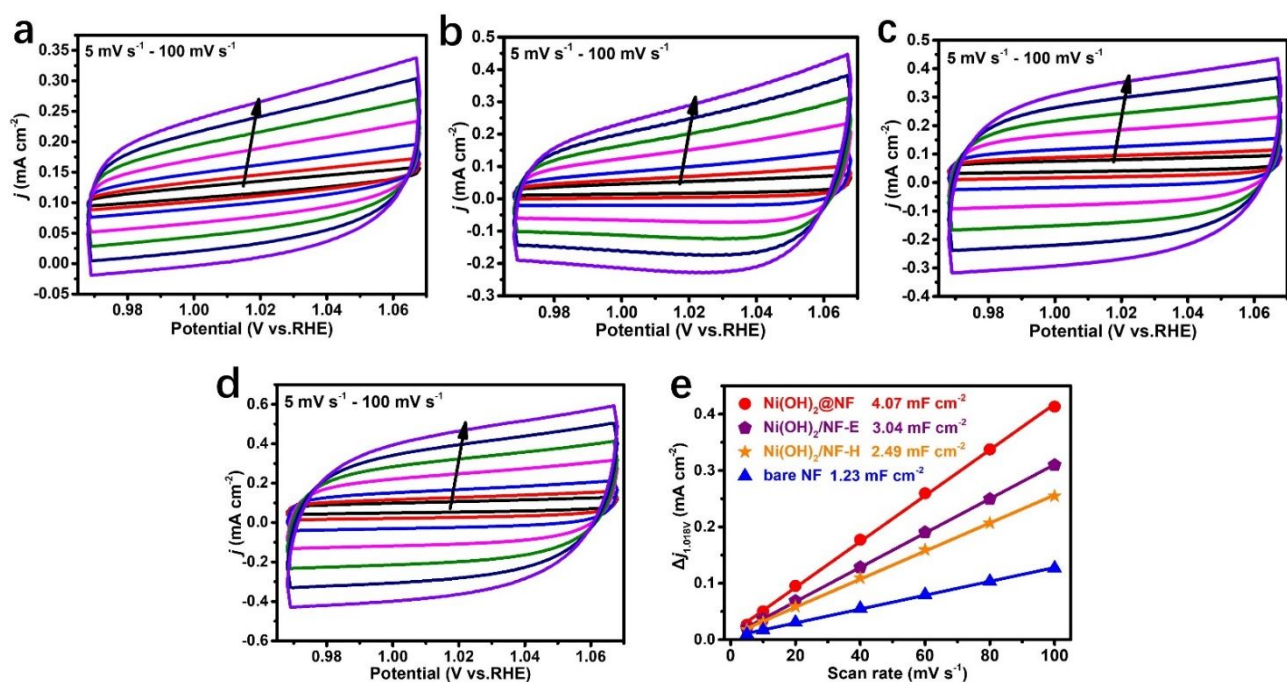 a
5 mV s⁻¹ - 100 mV s⁻¹
0.35
0.30
0.25
0.20
0.15
0.10
0.05
0.00
-0.05
j (mA cm⁻²)
0.98 1.00 1.02 1.04 1.06
Potential (V vs.RHE)
b
5 mV s⁻¹ - 100 mV s⁻¹
0.5
0.4
0.3
0.2
0.1
0.0
-0.1
-0.2
-0.3
j (mA cm⁻²)
0.98 1.00 1.02 1.04 1.06
Potential (V vs.RHE)
c
5 mV s⁻¹ - 100 mV s⁻¹
0.5
0.4
0.3
0.2
0.1
0.0
-0.1
-0.2
-0.3
-0.4
j (mA cm⁻²)
0.98 1.00 1.02 1.04 1.06
Potential (V vs.RHE)
d
5 mV s⁻¹ - 100 mV s⁻¹
0.6
0.4
0.2
0.0
-0.2
-0.4
-0.6
j (mA cm⁻²)
0.98 1.00 1.02 1.04 1.06
Potential (V vs.RHE)
e
Ni(OH)₂@NF 4.07 mF cm⁻²
Ni(OH)₂/NF-E 3.04 mF cm⁻²
Ni(OH)₂/NF-H 2.49 mF cm⁻²
bare NF 1.23 mF cm⁻²
0.4
0.3
0.2
0.1
0.0
Δj1.018V (mA cm⁻²)
0 20 40 60 80 100
Scan rate (mV s⁻¹)